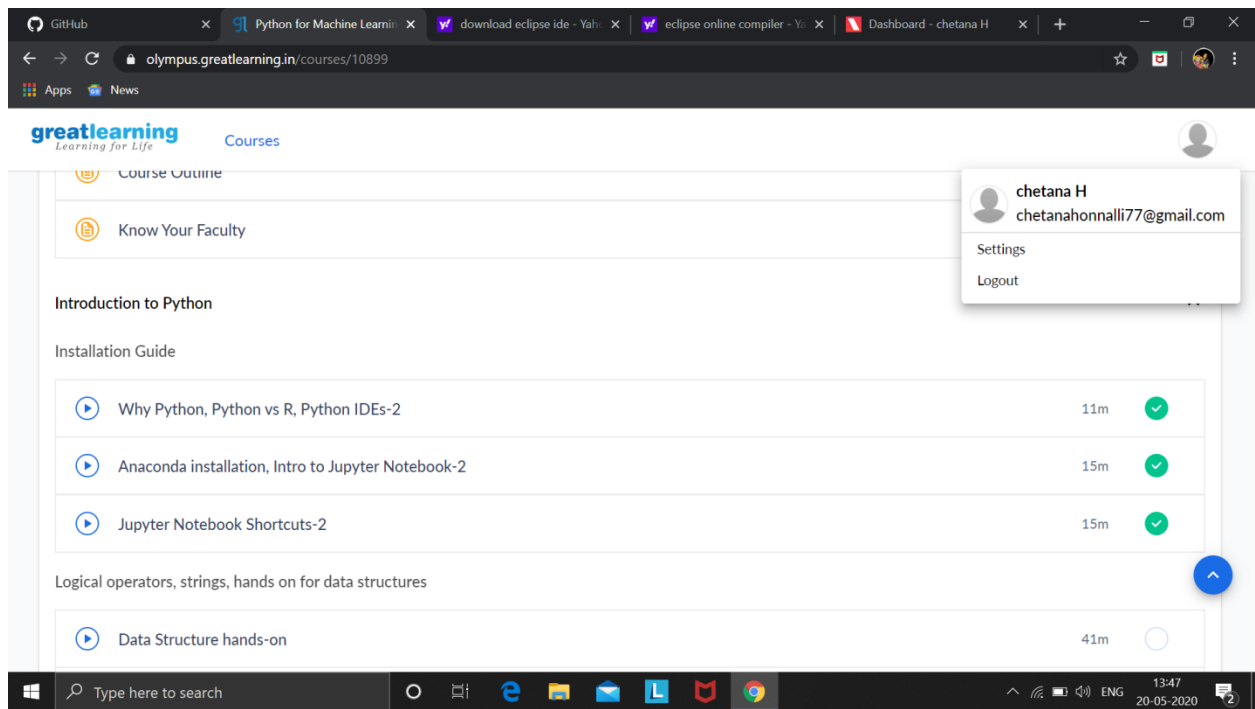 GitHub
Python for Machine Learnin
download eclipse ide - Yah
eclipse online compiler - Ya
Dashboard - chetana H
olympus.greatlearning.in/courses/10899
Apps
News
greatlearning
Learning for Life
Courses
Course Outline
Know Your Faculty
chetana H
chetanahonnalli77@gmail.com
Settings
Logout
Introduction to Python
Installation Guide
Why Python, Python vs R, Python IDEs-2
11m
Anaconda installation, Intro to Jupyter Notebook-2
15m
Jupyter Notebook Shortcuts-2
15m
Logical operators, strings, hands on for data structures
Data Structure hands-on
41m
Type here to search
ENG
13:47
20-05-2020
2